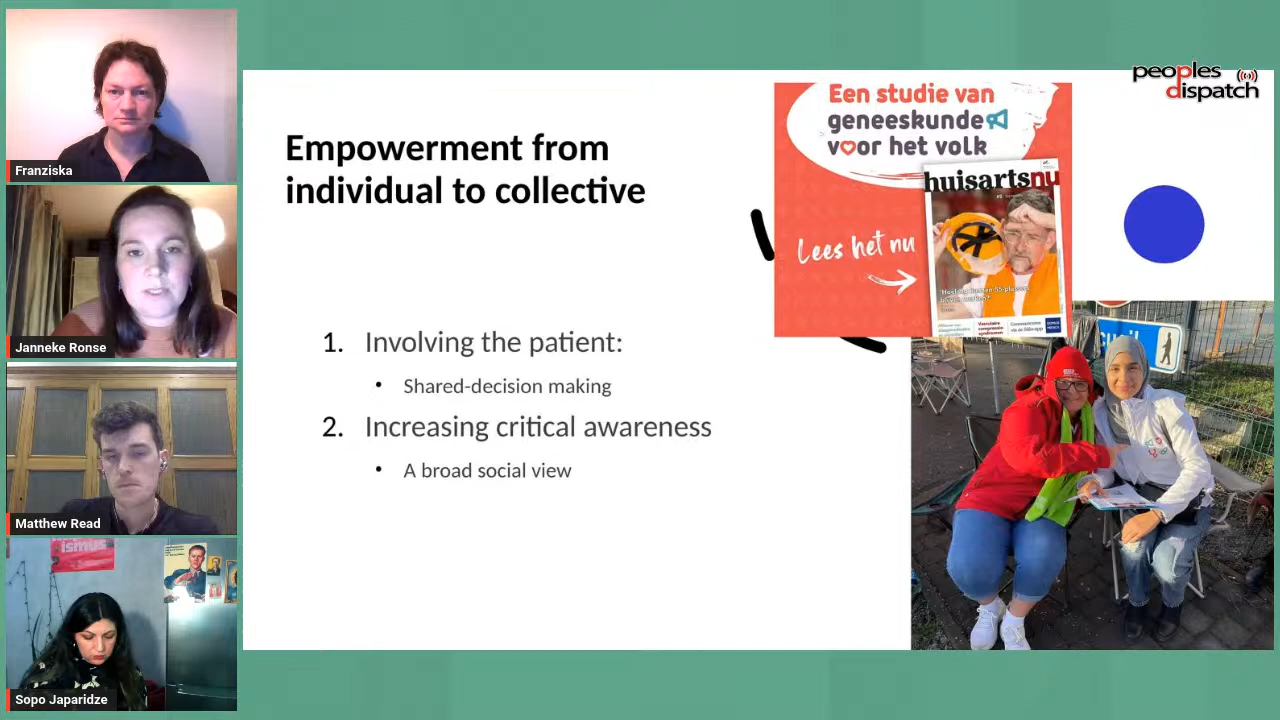 peoples
dispatch
Franziska
Janneke Ronse
Matthew Read
ismus
Sopo Japaridze
Empowerment from
individual to collective
1. Involving the patient:
• Shared-decision making
2. Increasing critical awareness
• A broad social view
Een studie van
geneeskunde
voor het volk
Lees het nu
huisartsnu